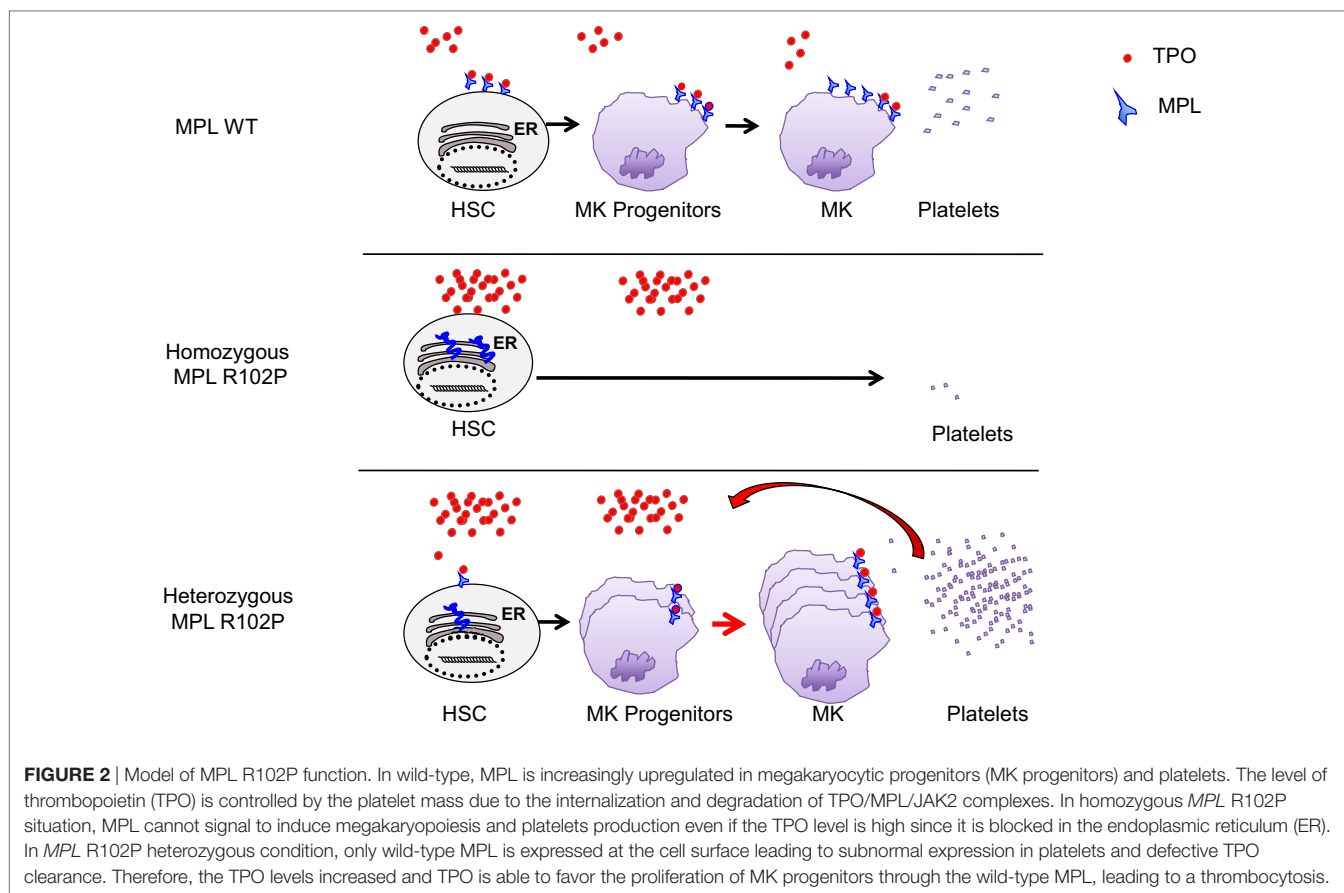 TPO
MPL
MPL WT
ER
HSC
MK Progenitors
MK
Platelets
Homozygous
MPL R102P
ER
HSC
Platelets
Heterozygous
MPL R102P
ER
HSC
MK Progenitors
MK
Platelets
FIGURE 2 | Model of MPL R102P function. In wild-type, MPL is increasingly upregulated in megakaryocytic progenitors (MK progenitors) and platelets. The level of
thrombopoietin (TPO) is controlled by the platelet mass due to the internalization and degradation of TPO/MPL/JAK2 complexes. In homozygous MPL R102P
situation, MPL cannot signal to induce megakaryopoiesis and platelets production even if the TPO level is high since it is blocked in the endoplasmic reticulum (ER).
In MPL R102P heterozygous condition, only wild-type MPL is expressed at the cell surface leading to subnormal expression in platelets and defective TPO
clearance. Therefore, the TPO levels increased and TPO is able to favor the proliferation of MK progenitors through the wild-type MPL, leading to a thrombocytosis.